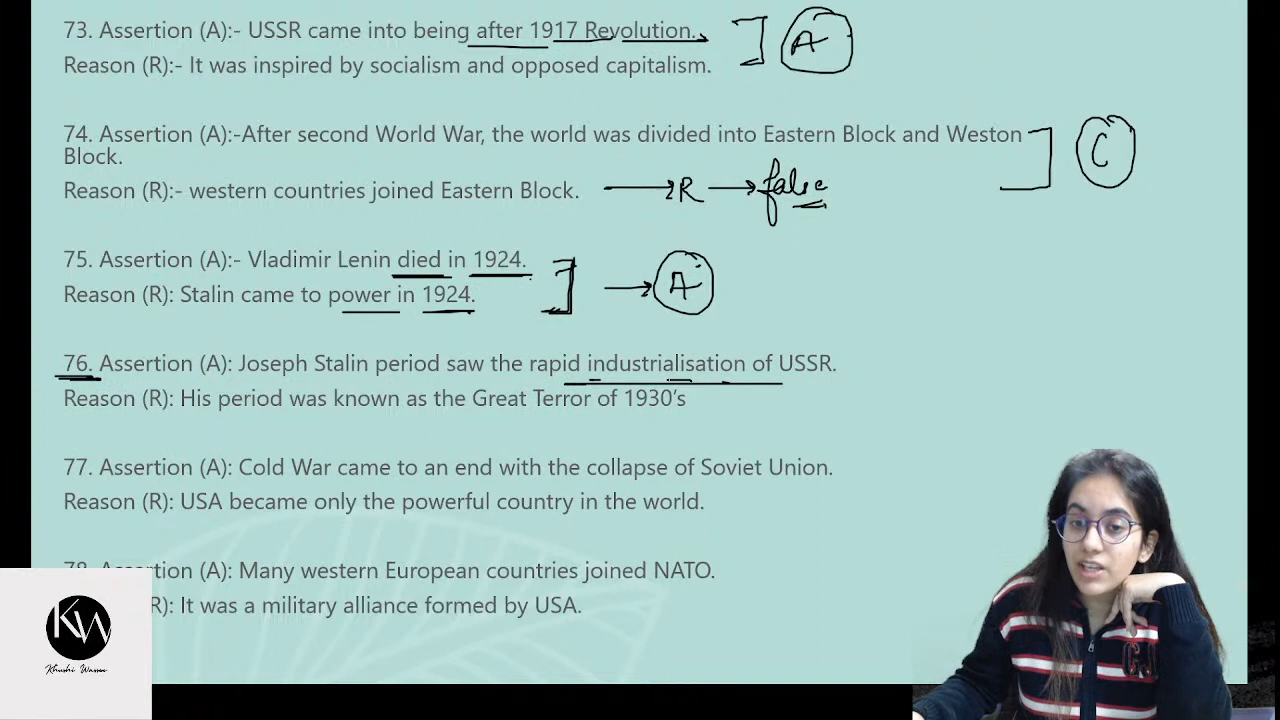 73. Assertion (A):- USSR came into being after 1917 Revolution. A
Reason (R):- It was inspired by socialism and opposed capitalism.
74. Assertion (A):-After second World War, the world was divided into Eastern Block and Weston
Block. C
Reason (R):- western countries joined Eastern Block. R false
75. Assertion (A):- Vladimir Lenin died in 1924.
Reason (R): Stalin came to power in 1924. A
76. Assertion (A): Joseph Stalin period saw the rapid industrialisation of USSR.
Reason (R): His period was known as the Great Terror of 1930's
77. Assertion (A): Cold War came to an end with the collapse of Soviet Union.
Reason (R): USA became only the powerful country in the world.
78. Assertion (A): Many western European countries joined NATO.
R): It was a military alliance formed by USA.
KW